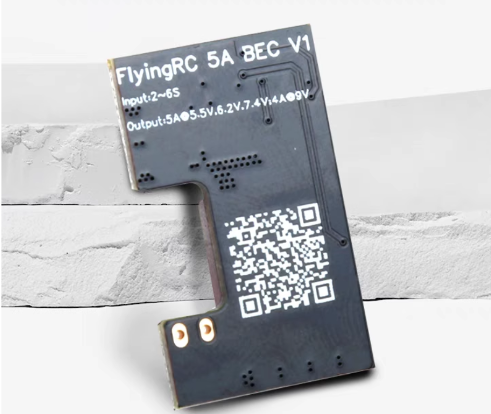 FlyingRC 5A BEC V1
Input:2~6S
Output:5A@5.5V.6.2V.7.4V;4A@9V